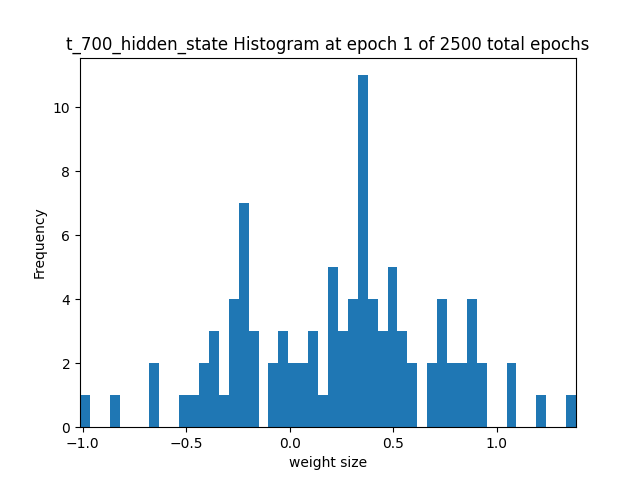 t_700_hidden_state Histogram at epoch 1 of 2500 total epochs
Frequency
10
8
6
4
2
0
−1.0 −0.5 0.0 0.5 1.0
weight size